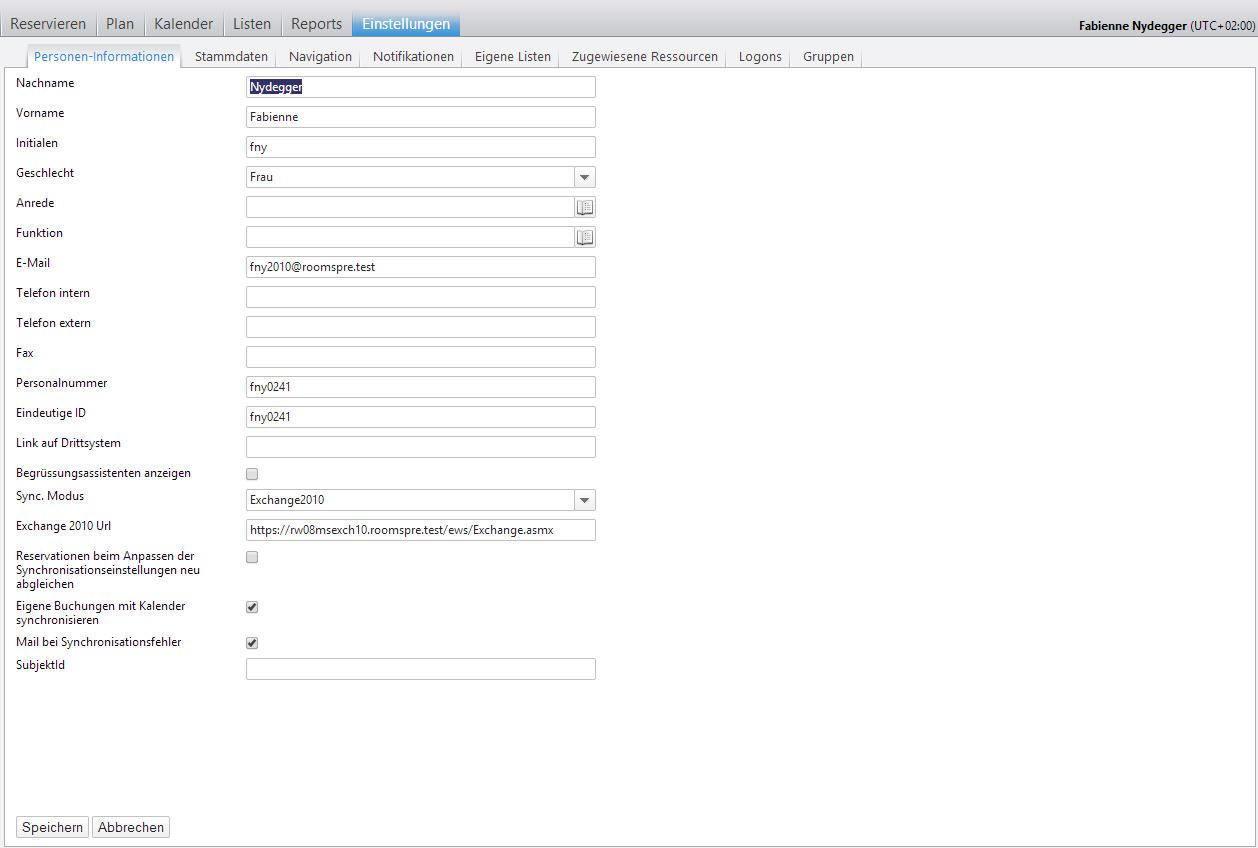 Reservieren Plan Kalender Listen Reports Einstellungen Fabienne Nydegger (UTC+02:00)
Personen-Informationen Stammdaten Navigation Notifikationen Eigene Listen Zugewiesene Ressourcen Logons Gruppen
Nachname Nydegger
Vorname Fabienne
Initialen fny
Geschlecht Frau
Anrede
Funktion
E-Mail fny2010@roomspre.test
Telefon intern
Telefon extern
Fax
Personalnummer fny0241
Eindeutige ID fny0241
Link auf Drittsystem
Begrüssungsassistenten anzeigen
Sync. Modus Exchange2010
Exchange 2010 Url https://rw08msexch10.roomspre.test/ews/Exchange.asmx
Reservationen beim Anpassen der
Synchronisationseinstellungen neu
abgleichen
Eigene Buchungen mit Kalender
synchronisieren
Mail bei Synchronisationsfehler
SubjektId
Speichern Abbrechen